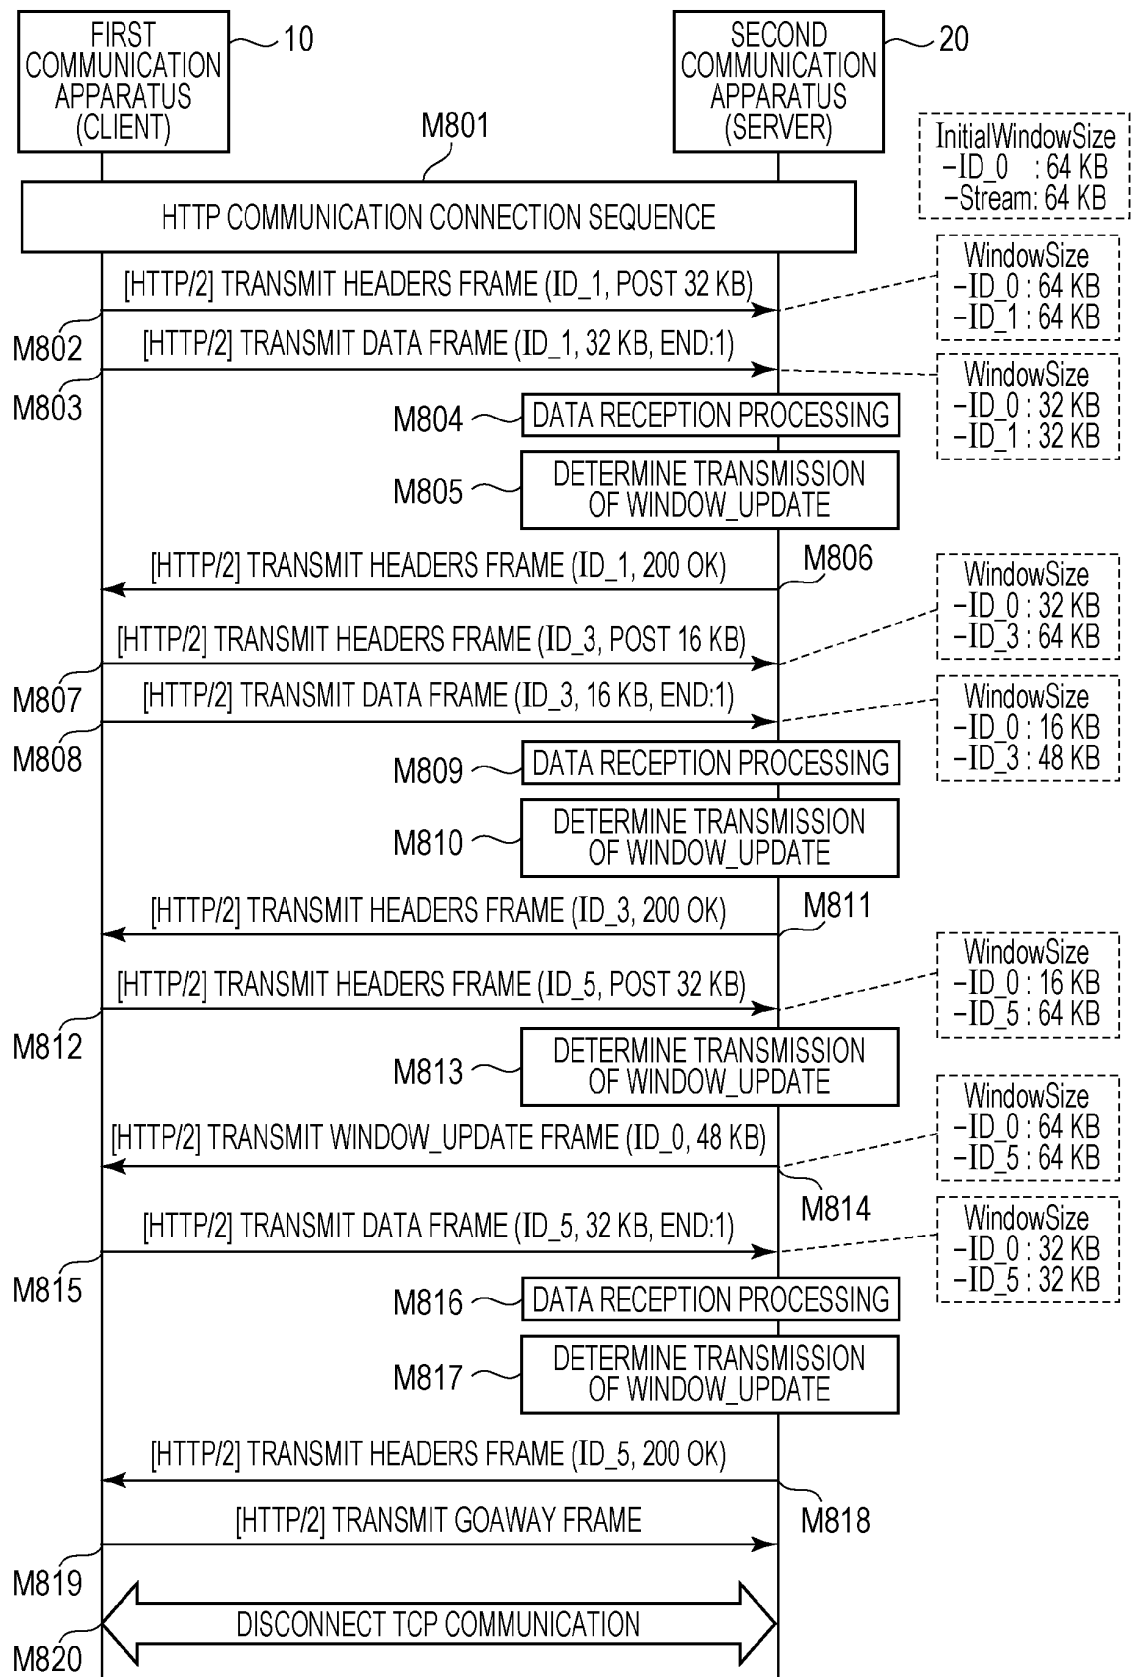 FIRST
COMMUNICATION
APPARATUS
(CLIENT)
10
SECOND
COMMUNICATION
APPARATUS
(SERVER)
20
InitialWindowSize
–ID_0 : 64 KB
–Stream: 64 KB
M801
HTTP COMMUNICATION CONNECTION SEQUENCE
[HTTP/2] TRANSMIT HEADERS FRAME (ID_1, POST 32 KB)
M802
WindowSize
–ID_0 : 64 KB
–ID_1 : 64 KB
[HTTP/2] TRANSMIT DATA FRAME (ID_1, 32 KB, END:1)
M803
WindowSize
–ID_0 : 32 KB
–ID_1 : 32 KB
M804
DATA RECEPTION PROCESSING
M805
DETERMINE TRANSMISSION
OF WINDOW_UPDATE
[HTTP/2] TRANSMIT HEADERS FRAME (ID_1, 200 OK)
M806
[HTTP/2] TRANSMIT HEADERS FRAME (ID_3, POST 16 KB)
M807
WindowSize
–ID_0 : 32 KB
–ID_3 : 64 KB
[HTTP/2] TRANSMIT DATA FRAME (ID_3, 16 KB, END:1)
M808
WindowSize
–ID_0 : 16 KB
–ID_3 : 48 KB
M809
DATA RECEPTION PROCESSING
M810
DETERMINE TRANSMISSION
OF WINDOW_UPDATE
[HTTP/2] TRANSMIT HEADERS FRAME (ID_3, 200 OK)
M811
[HTTP/2] TRANSMIT HEADERS FRAME (ID_5, POST 32 KB)
M812
WindowSize
–ID_0 : 16 KB
–ID_5 : 64 KB
M813
DETERMINE TRANSMISSION
OF WINDOW_UPDATE
[HTTP/2] TRANSMIT WINDOW_UPDATE FRAME (ID_0, 48 KB)
M814
WindowSize
–ID_0 : 64 KB
–ID_5 : 64 KB
[HTTP/2] TRANSMIT DATA FRAME (ID_5, 32 KB, END:1)
M815
WindowSize
–ID_0 : 32 KB
–ID_5 : 32 KB
M816
DATA RECEPTION PROCESSING
M817
DETERMINE TRANSMISSION
OF WINDOW_UPDATE
[HTTP/2] TRANSMIT HEADERS FRAME (ID_5, 200 OK)
M818
[HTTP/2] TRANSMIT GOAWAY FRAME
M819
DISCONNECT TCP COMMUNICATION
M820